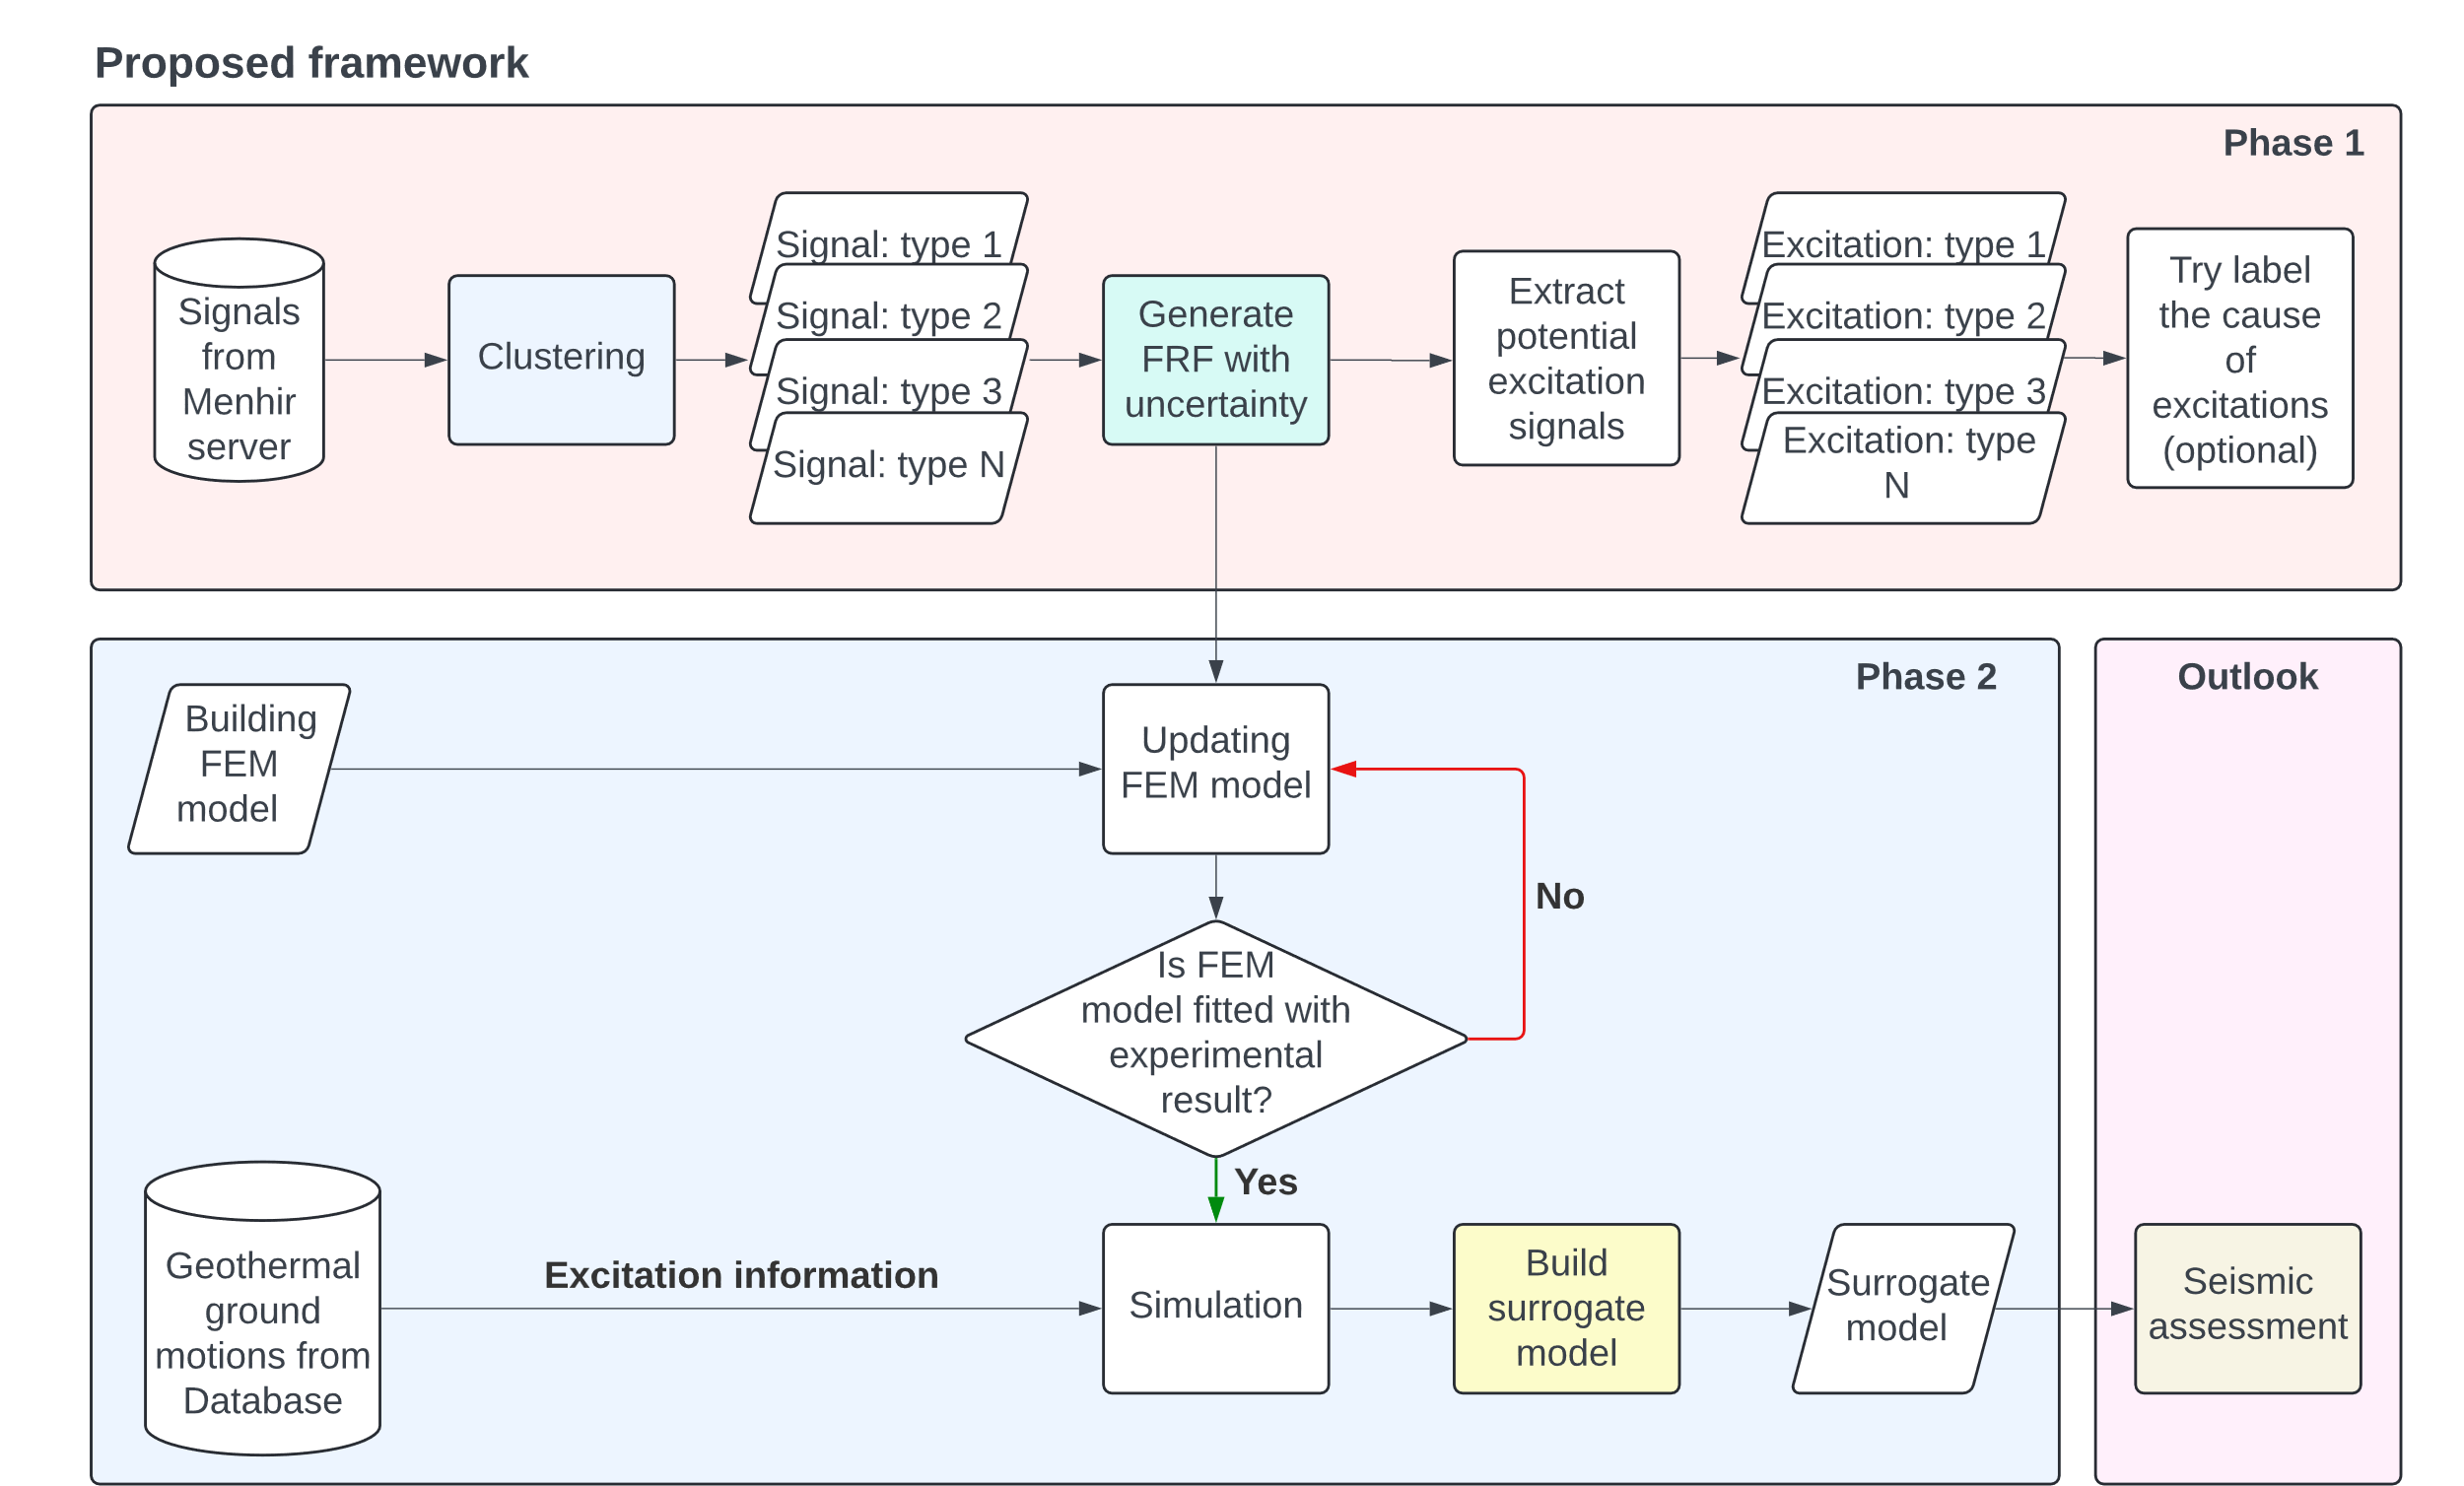 Proposed framework
Phase 1
Signals
from
Menhir
server
Clustering
Signal: type 1
Signal: type 2
Signal: type 3
Signal: type N
Generate
FRF with
uncertainty
Extract
potential
excitation
signals
Excitation: type 1
Excitation: type 2
Excitation: type 3
Excitation: type
N
Try label
the cause
of
excitations
(optional)
Phase 2
Building
FEM
model
Updating
FEM model
No
Is FEM
model fitted with
experimental
result?
Yes
Geothermal
ground
motions from
Database
Excitation information
Simulation
Build
surrogate
model
Surrogate
model
Outlook
Seismic
assessment